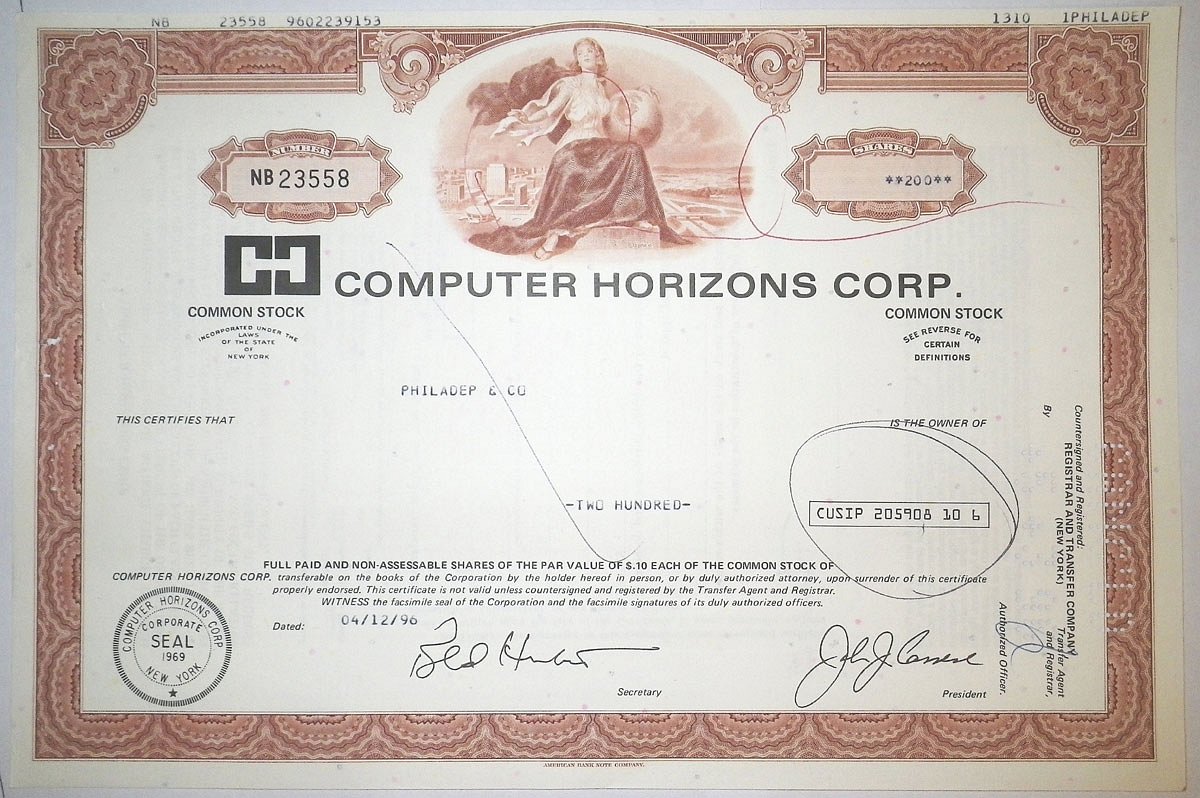 NB 23558 9602239153 1310 1PHILADEP
NUMBER
NB 23558
SHARES
**200**
COMPUTER HORIZONS CORP.
COMMON STOCK
INCORPORATED UNDER THE
LAWS
OF THE STATE
OF
NEW YORK
COMMON STOCK
SEE REVERSE FOR
CERTAIN
DEFINITIONS
PHILADEP & CO
THIS CERTIFIES THAT
IS THE OWNER OF
-TWO HUNDRED-
CUSIP 205908 10 6
FULL PAID AND NON-ASSESSABLE SHARES OF THE PAR VALUE OF $.10 EACH OF THE COMMON STOCK OF
COMPUTER HORIZONS CORP. transferable on the books of the Corporation by the holder hereof in person, or by duly authorized attorney, upon surrender of this certificate
properly endorsed. This certificate is not valid unless countersigned and registered by the Transfer Agent and Registrar.
WITNESS the facsimile seal of the Corporation and the facsimile signatures of its duly authorized officers.
Dated: 04/12/96
COMPUTER HORIZONS CORP
CORPORATE
SEAL
1969
NEW YORK
Secretary
President
Countersigned and Registered:
REGISTRAR AND TRANSFER COMPANY
(NEW YORK)
Transfer Agent
and Registrar,
By
Authorized Officer.
AMERICAN BANK NOTE COMPANY.